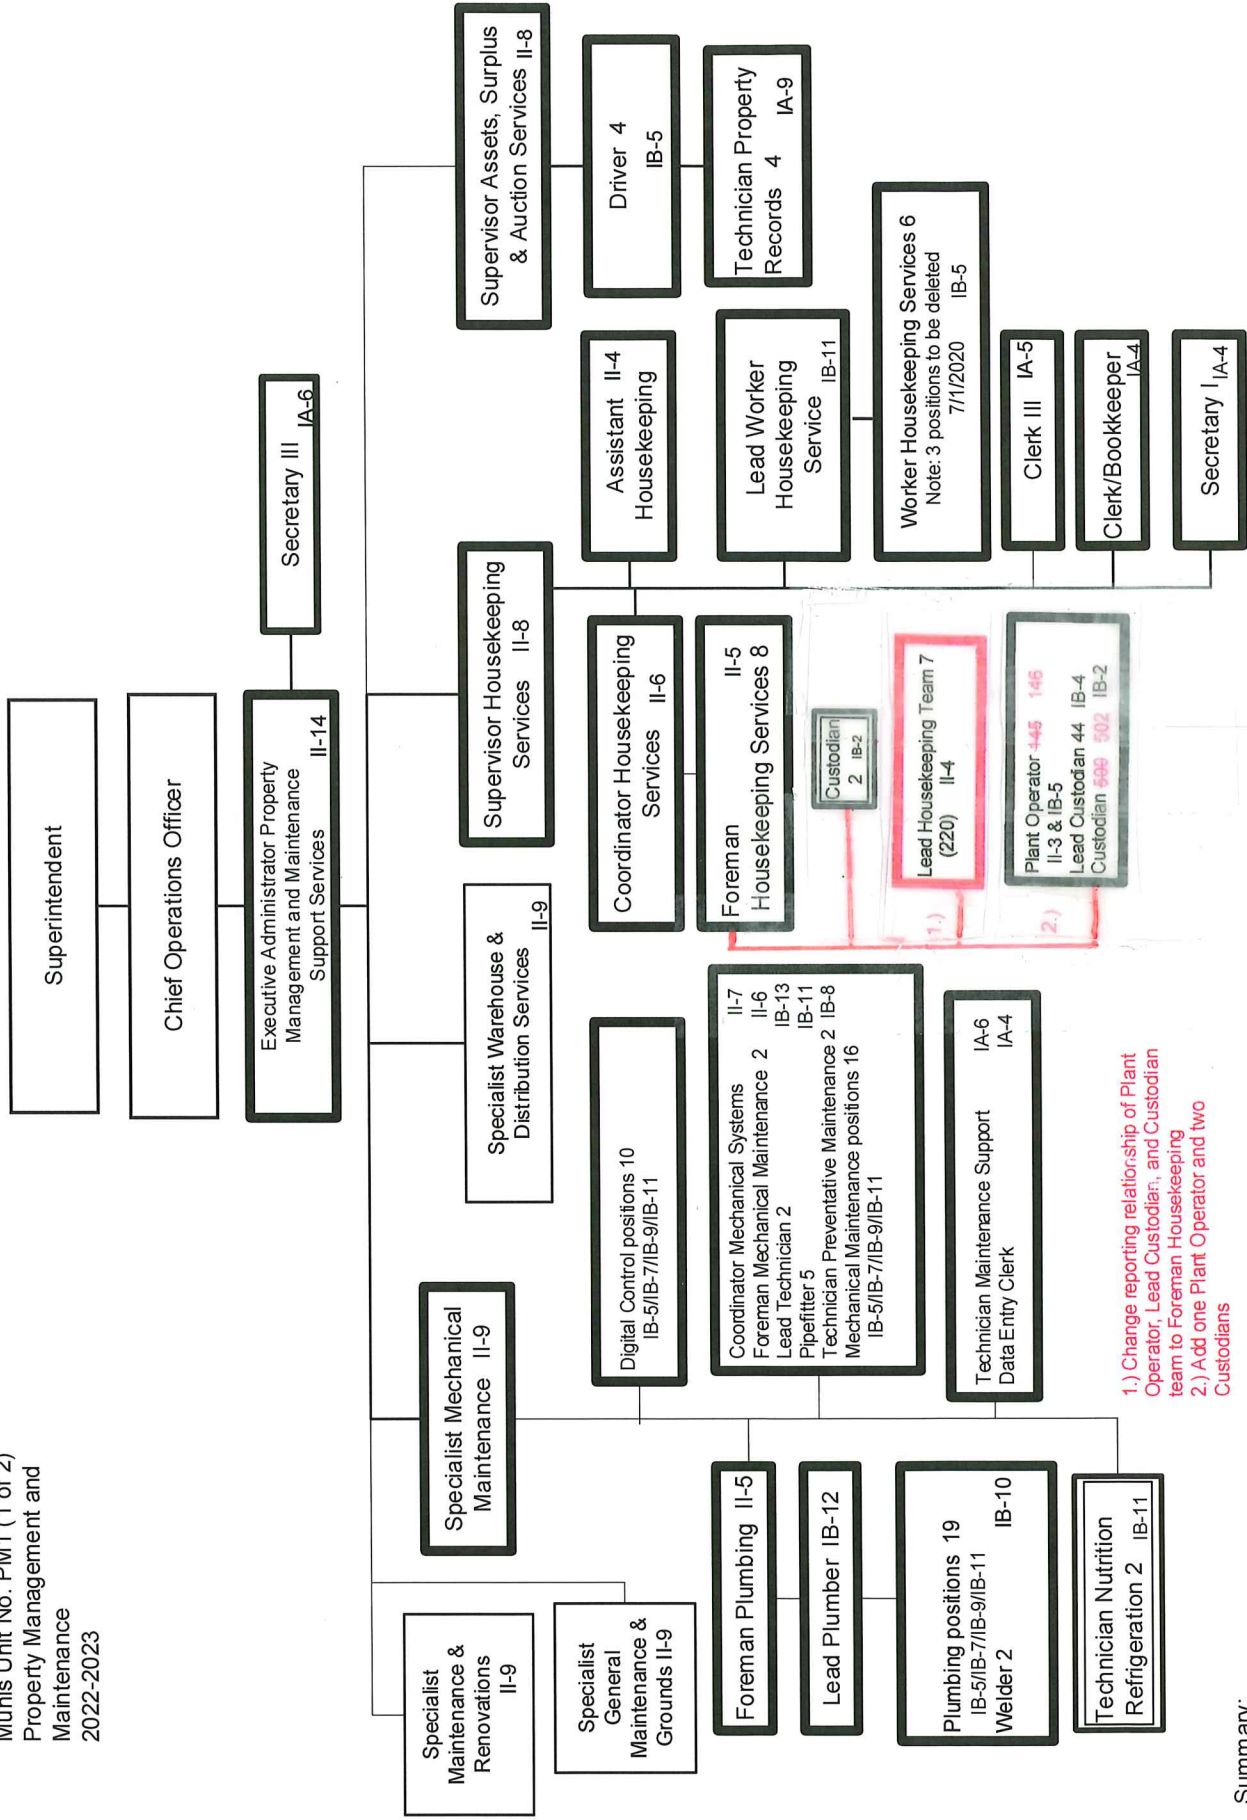 Munis Unit No. PM 1 (1 of 2)
Property Management and
Maintenance
2022-2023
Superintendent
Chief Operations Officer
Executive Administrator Property
Management and Maintenance
Support Services II-14
Secretary III
IA-6
Specialist
Maintenance &
Renovations
II-9
Specialist
General
Maintenance &
Grounds II-9
Specialist Mechanical
Maintenance II-9
Specialist Warehouse &
Distribution Services
II-9
Supervisor Housekeeping
Services II-8
Supervisor Assets, Surplus
& Auction Services II-8
Foreman Plumbing II-5
Lead Plumber IB-12
Plumbing positions 19
IB-5/IB-7/IB-9/IB-11
Welder 2 IB-10
Technician Nutrition
Refrigeration 2 IB-11
Digital Control positions 10
IB-5/IB-7/IB-9/IB-11
Coordinator Mechanical Systems II-7
Foreman Mechanical Maintenance 2 II-6
Lead Technician 2 IB-13
Pipefitter 5 IB-11
Technician Preventative Maintenance 2 IB-8
Mechanical Maintenance positions 16
IB-5/IB-7/IB-9/IB-11
Technician Maintenance Support IA-6
Data Entry Clerk IA-4
Coordinator Housekeeping
Services II-6
Foreman II-5
Housekeeping Services 8
Custodian
2 IB-2
1.)
Lead Housekeeping Team 7
(220) II-4
2.)
Plant Operator 145 146
II-3 & IB-5
Lead Custodian 44 IB-4
Custodian 500 502 IB-2
Assistant II-4
Housekeeping
Lead Worker
Housekeeping
Service IB-11
Worker Housekeeping Services 6
Note: 3 positions to be deleted
7/1/2020 IB-5
Clerk III IA-5
Clerk/Bookkeeper
IA-4
Secretary I IA-4
Driver 4
IB-5
Technician Property
Records 4 IA-9
1.) Change reporting relationship of Plant
Operator, Lead Custodian, and Custodian
team to Foreman Housekeeping
2.) Add one Plant Operator and two
Custodians
Summary: